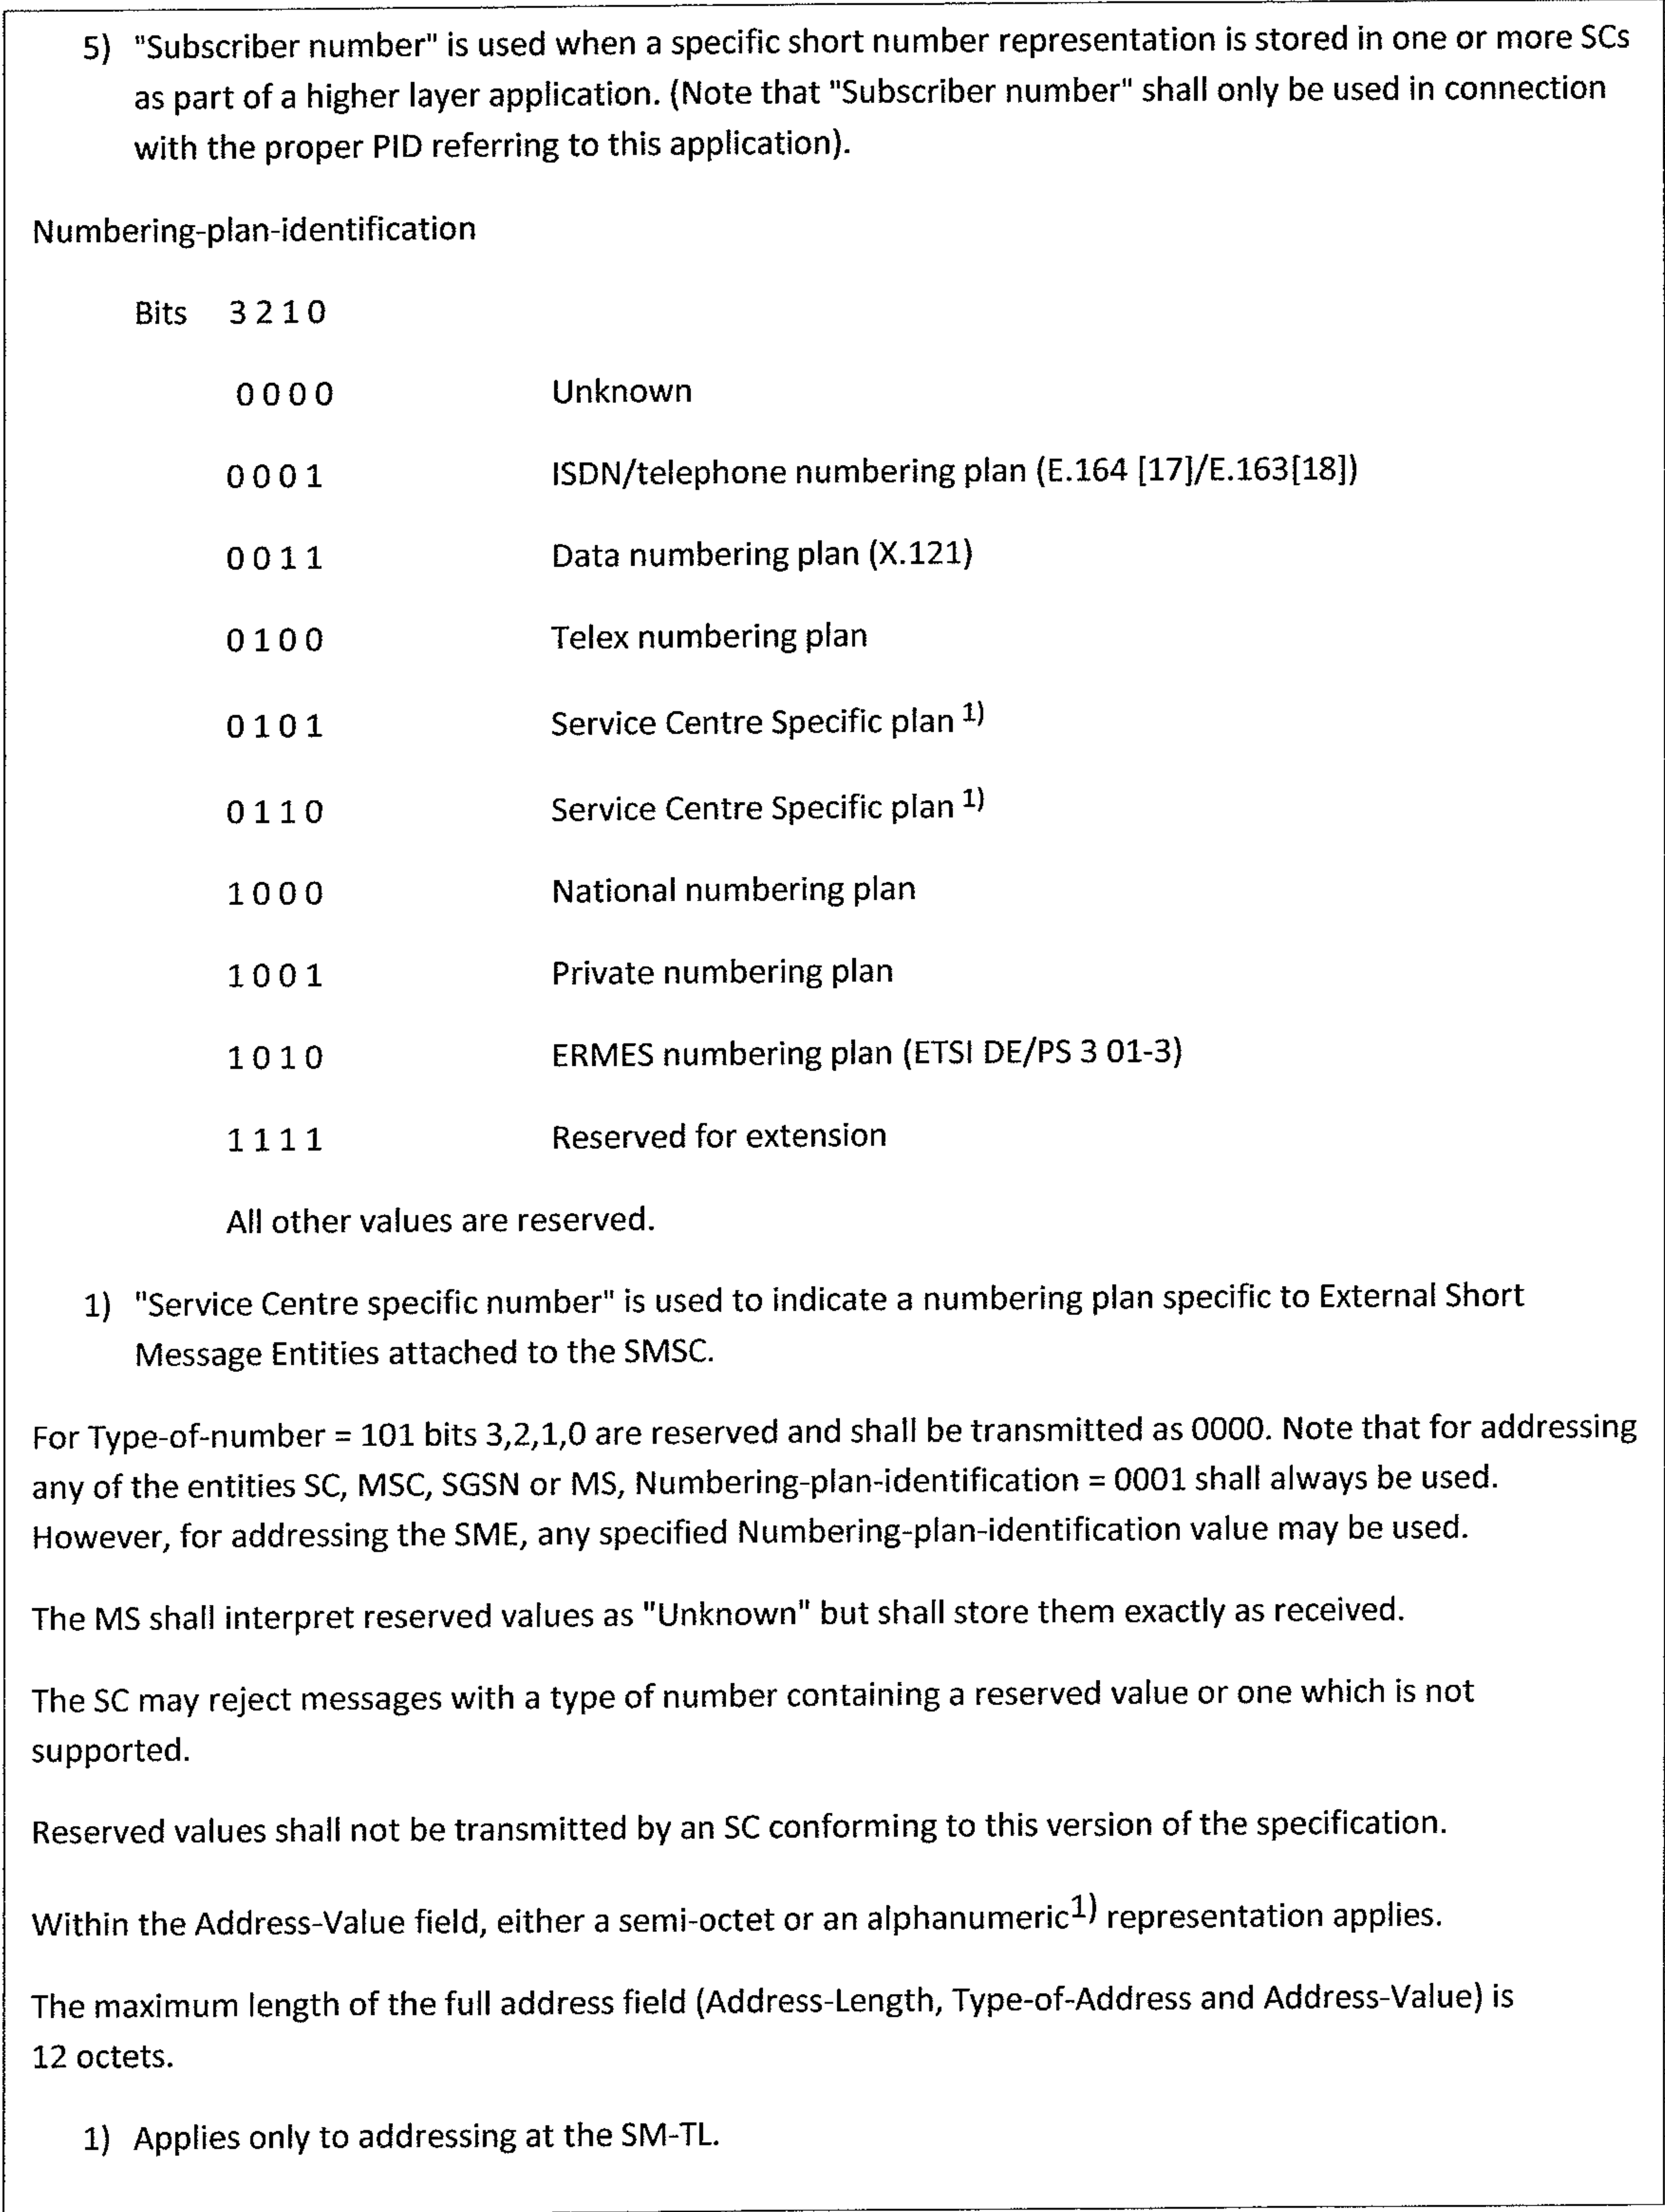 5) "Subscriber number" is used when a specific short number representation is stored in one or more SCs
as part of a higher layer application. (Note that "Subscriber number" shall only be used in connection
with the proper PID referring to this application).
Numbering-plan-identification
Bits 3 2 1 0
0 0 0 0 Unknown
0 0 0 1 ISDN/telephone numbering plan (E.164 [17]/E.163[18])
0 0 1 1 Data numbering plan (X.121)
0 1 0 0 Telex numbering plan
0 1 0 1 Service Centre Specific plan 1)
0 1 1 0 Service Centre Specific plan 1)
1 0 0 0 National numbering plan
1 0 0 1 Private numbering plan
1 0 1 0 ERMES numbering plan (ETSI DE/PS 3 01-3)
1 1 1 1 Reserved for extension
All other values are reserved.
1) "Service Centre specific number" is used to indicate a numbering plan specific to External Short
Message Entities attached to the SMSC.
For Type-of-number = 101 bits 3,2,1,0 are reserved and shall be transmitted as 0000. Note that for addressing
any of the entities SC, MSC, SGSN or MS, Numbering-plan-identification = 0001 shall always be used.
However, for addressing the SME, any specified Numbering-plan-identification value may be used.
The MS shall interpret reserved values as "Unknown" but shall store them exactly as received.
The SC may reject messages with a type of number containing a reserved value or one which is not
supported.
Reserved values shall not be transmitted by an SC conforming to this version of the specification.
Within the Address-Value field, either a semi-octet or an alphanumeric1) representation applies.
The maximum length of the full address field (Address-Length, Type-of-Address and Address-Value) is
12 octets.
1) Applies only to addressing at the SM-TL.